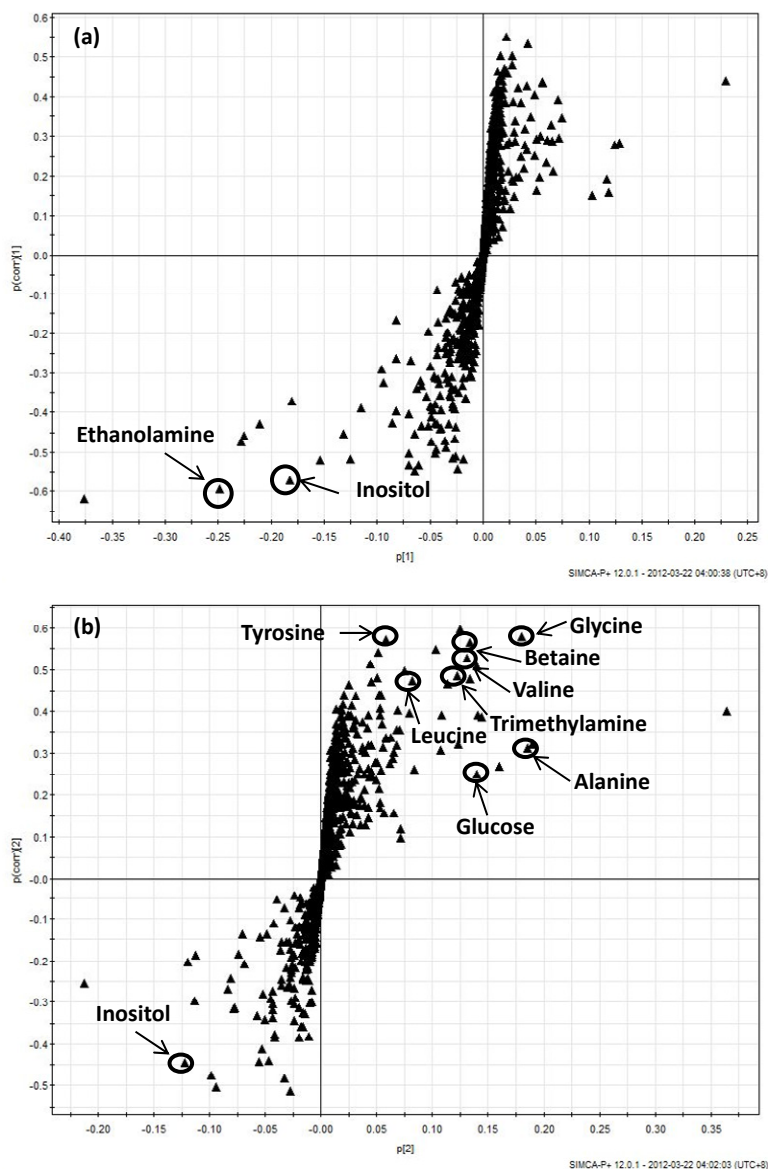 (a)
0.6
0.5
0.4
0.3
0.2
0.1
0.0
-0.1
-0.2
-0.3
-0.4
-0.5
-0.6
p(corr)[1]
Ethanolamine
Inositol
-0.40 -0.35 -0.30 -0.25 -0.20 -0.15 -0.10 -0.05 0.00 0.05 0.10 0.15 0.20 0.25
p[1]
SIMCA-P+ 12.0.1 - 2012-03-22 04:00:38 (UTC+8)
(b)
0.6
0.5
0.4
0.3
0.2
0.1
-0.0
-0.1
-0.2
-0.3
-0.4
-0.5
p(corr)[2]
Tyrosine
Glycine
Betaine
Valine
Trimethylamine
Leucine
Alanine
Glucose
Inositol
-0.20 -0.15 -0.10 -0.05 -0.00 0.05 0.10 0.15 0.20 0.25 0.30 0.35
p[2]
SIMCA-P+ 12.0.1 - 2012-03-22 04:02:03 (UTC+8)